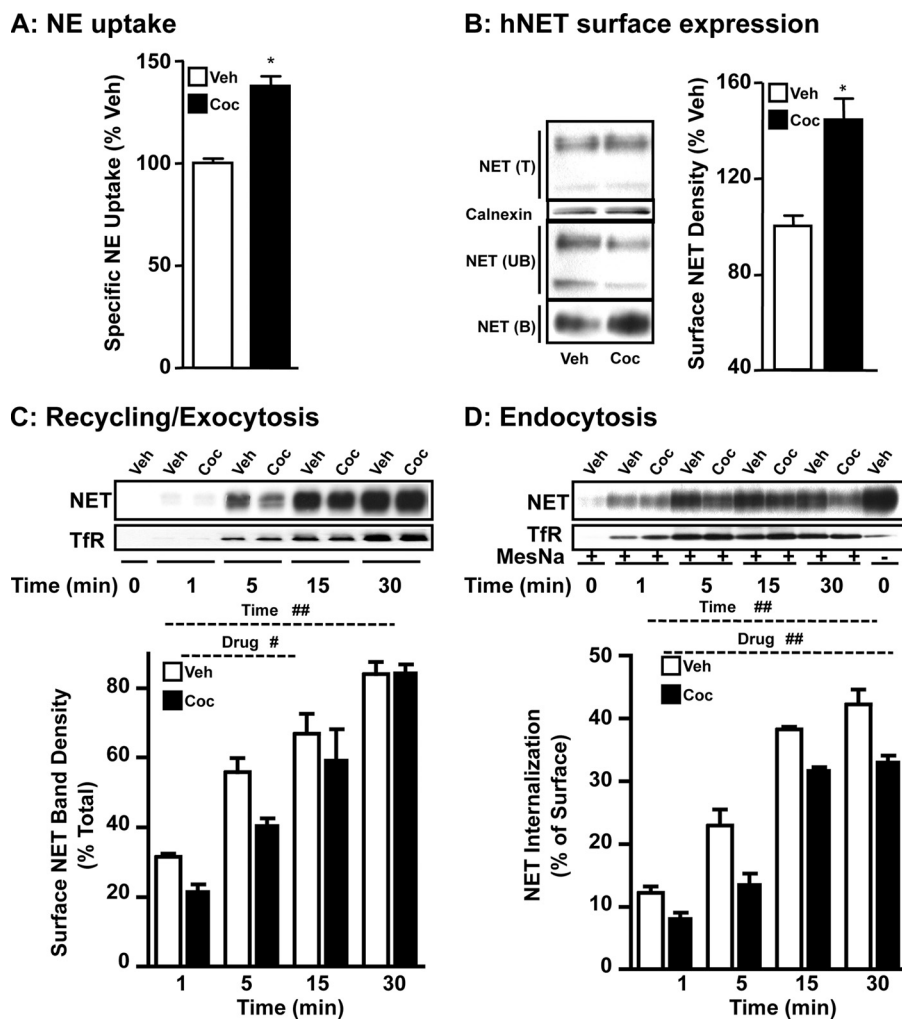 A: NE uptake
Specific NE Uptake (% Veh)
150
100
50
0
Veh
Coc
*
B: hNET surface expression
NET (T)
Calnexin
NET (UB)
NET (B)
Veh Coc
Surface NET Density (% Veh)
160
120
80
40
Veh
Coc
*
C: Recycling/Exocytosis
Veh Veh Coc Veh Coc Veh Coc Veh Coc
NET
TfR
Time (min) 0 1 5 15 30
Time ##
Drug #
Surface NET Band Density
(% Total)
80
60
40
20
0
Veh
Coc
1 5 15 30
Time (min)
D: Endocytosis
Veh Veh Coc Veh Coc Veh Coc Veh Coc Veh
NET
TfR
MesNa + + + + + + + + + -
Time (min) 0 1 5 15 30 0
Time ##
Drug ##
NET Internalization
(% of Surface)
50
40
30
20
10
0
Veh
Coc
1 5 15 30
Time (min)